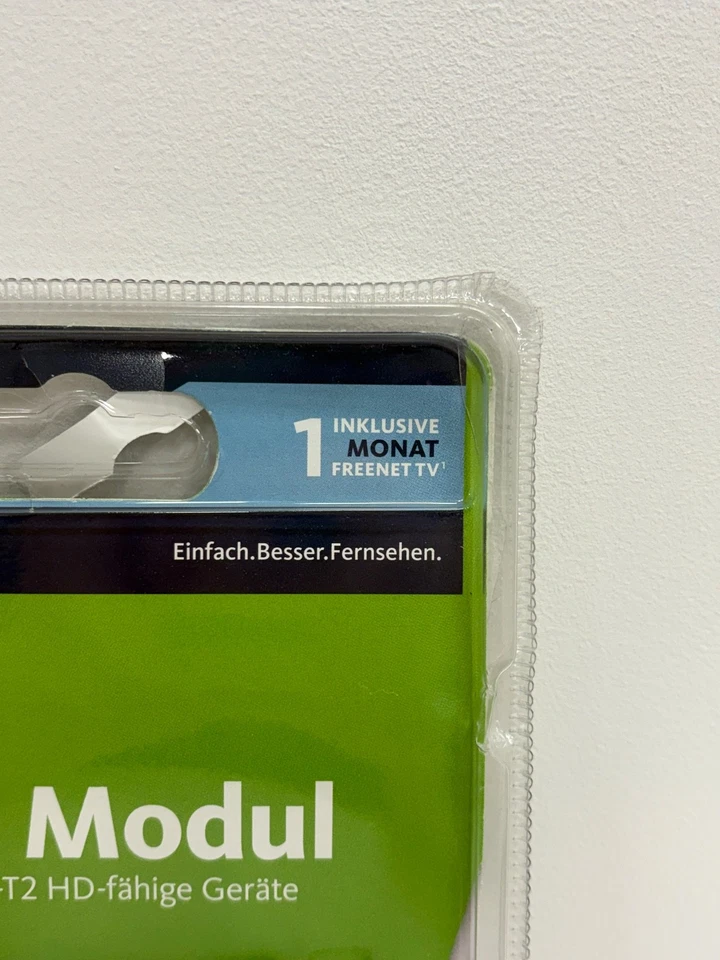 1 INKLUSIVE
MONAT
FREENET TV¹
Einfach.Besser.Fernsehen.
Modul
-T2 HD-fähige Geräte